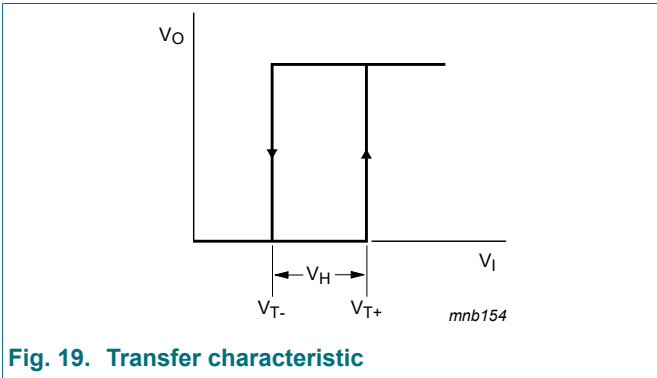 VO
VH
VI
VT- VT+
mnb154
Fig. 19. Transfer characteristic